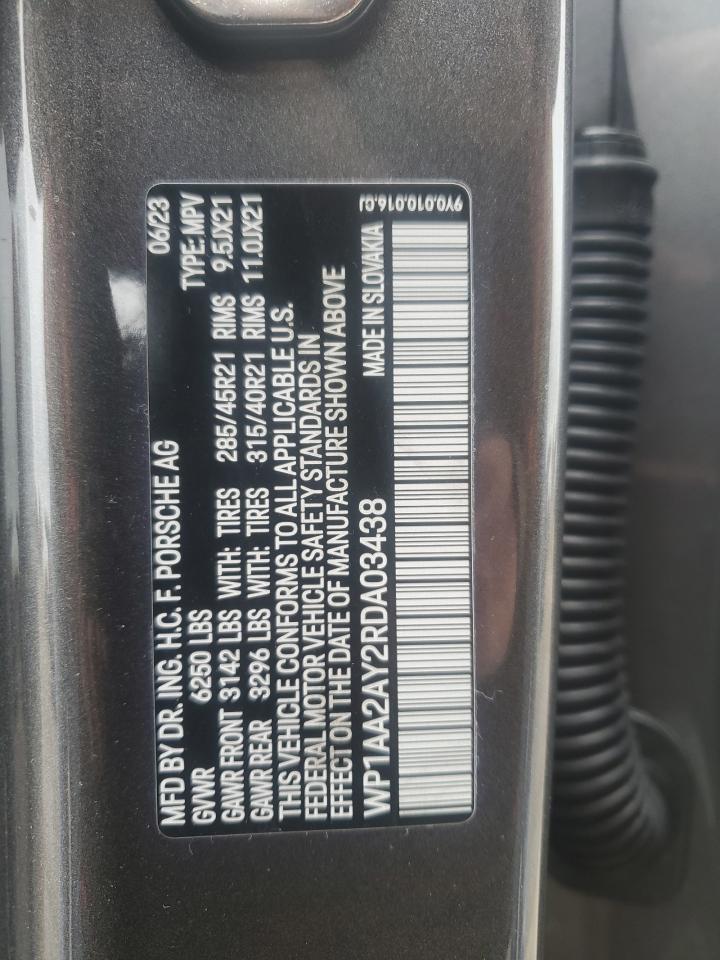 MFD BY DR. ING. H.C. F. PORSCHE AG 06/23
GVWR 6250 LBS TYPE:MPV
GAWR FRONT 3142 LBS WITH: TIRES 285/45R21 RIMS 9.5JX21
GAWR REAR 3296 LBS WITH: TIRES 315/40R21 RIMS 11.0JX21
THIS VEHICLE CONFORMS TO ALL APPLICABLE U.S.
FEDERAL MOTOR VEHICLE SAFETY STANDARDS IN
EFFECT ON THE DATE OF MANUFACTURE SHOWN ABOVE
WP1AA2AY2RDA03438 MADE IN SLOVAKIA
9Y0.010.016.CJ